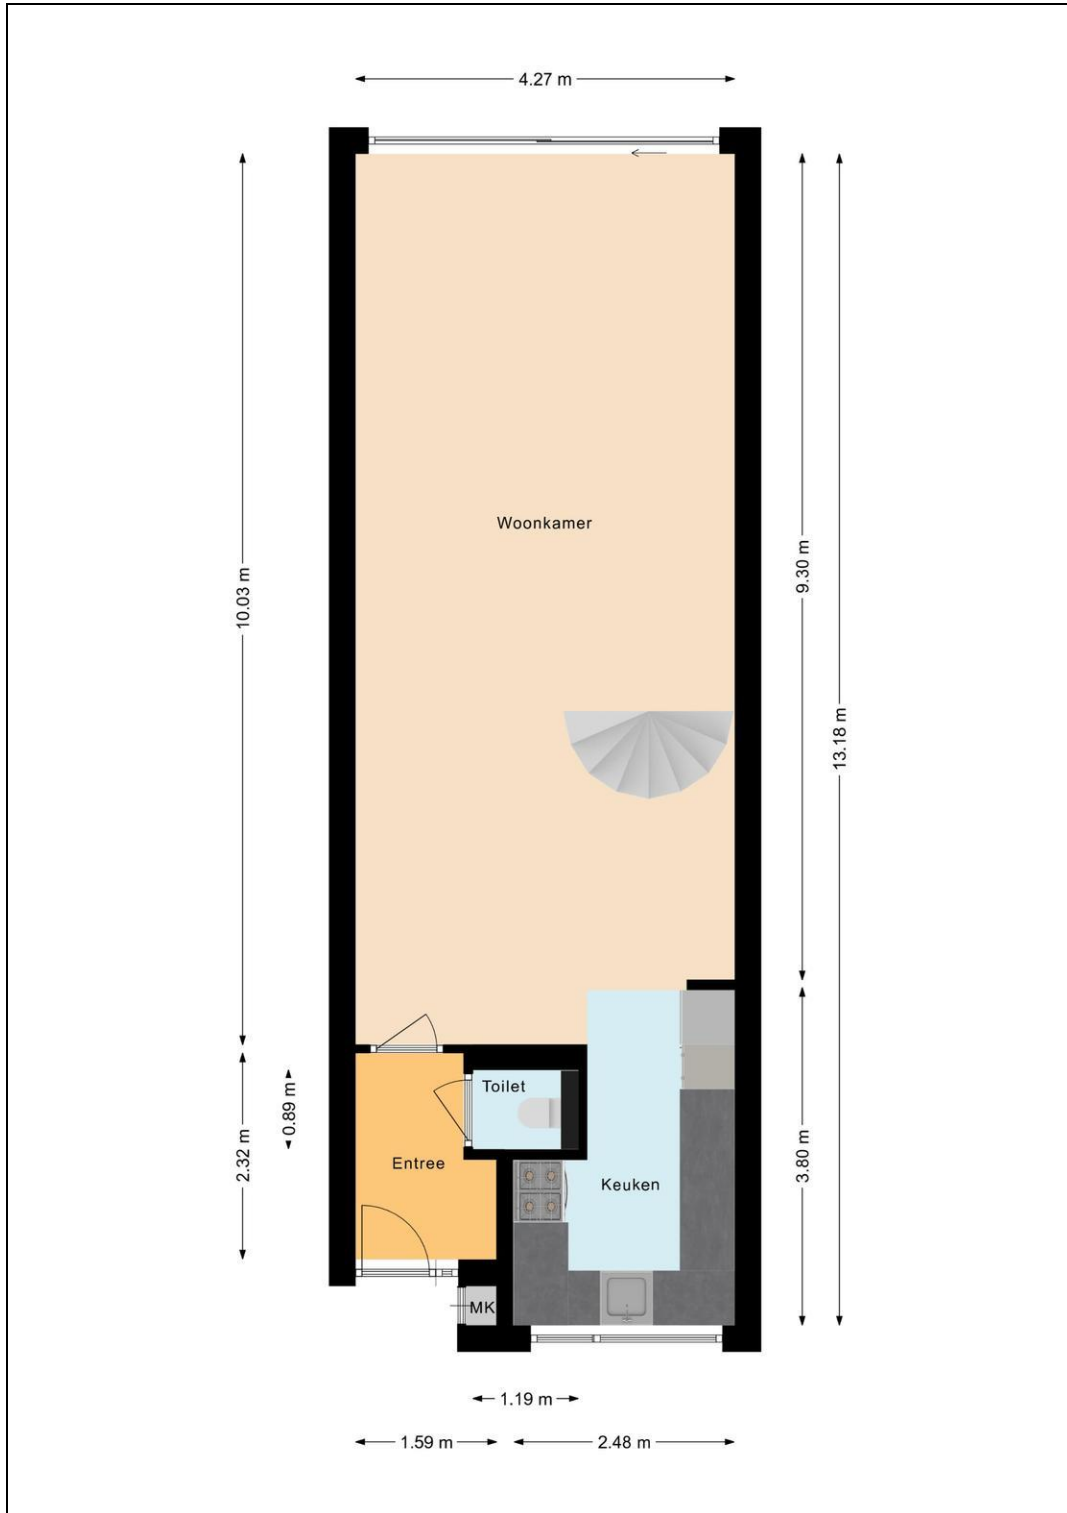 4.27 m
Woonkamer
10.03 m
9.30 m
13.18 m
Toilet
0.89 m
2.32 m
Entree
Keuken
3.80 m
MK
1.19 m
1.59 m
2.48 m